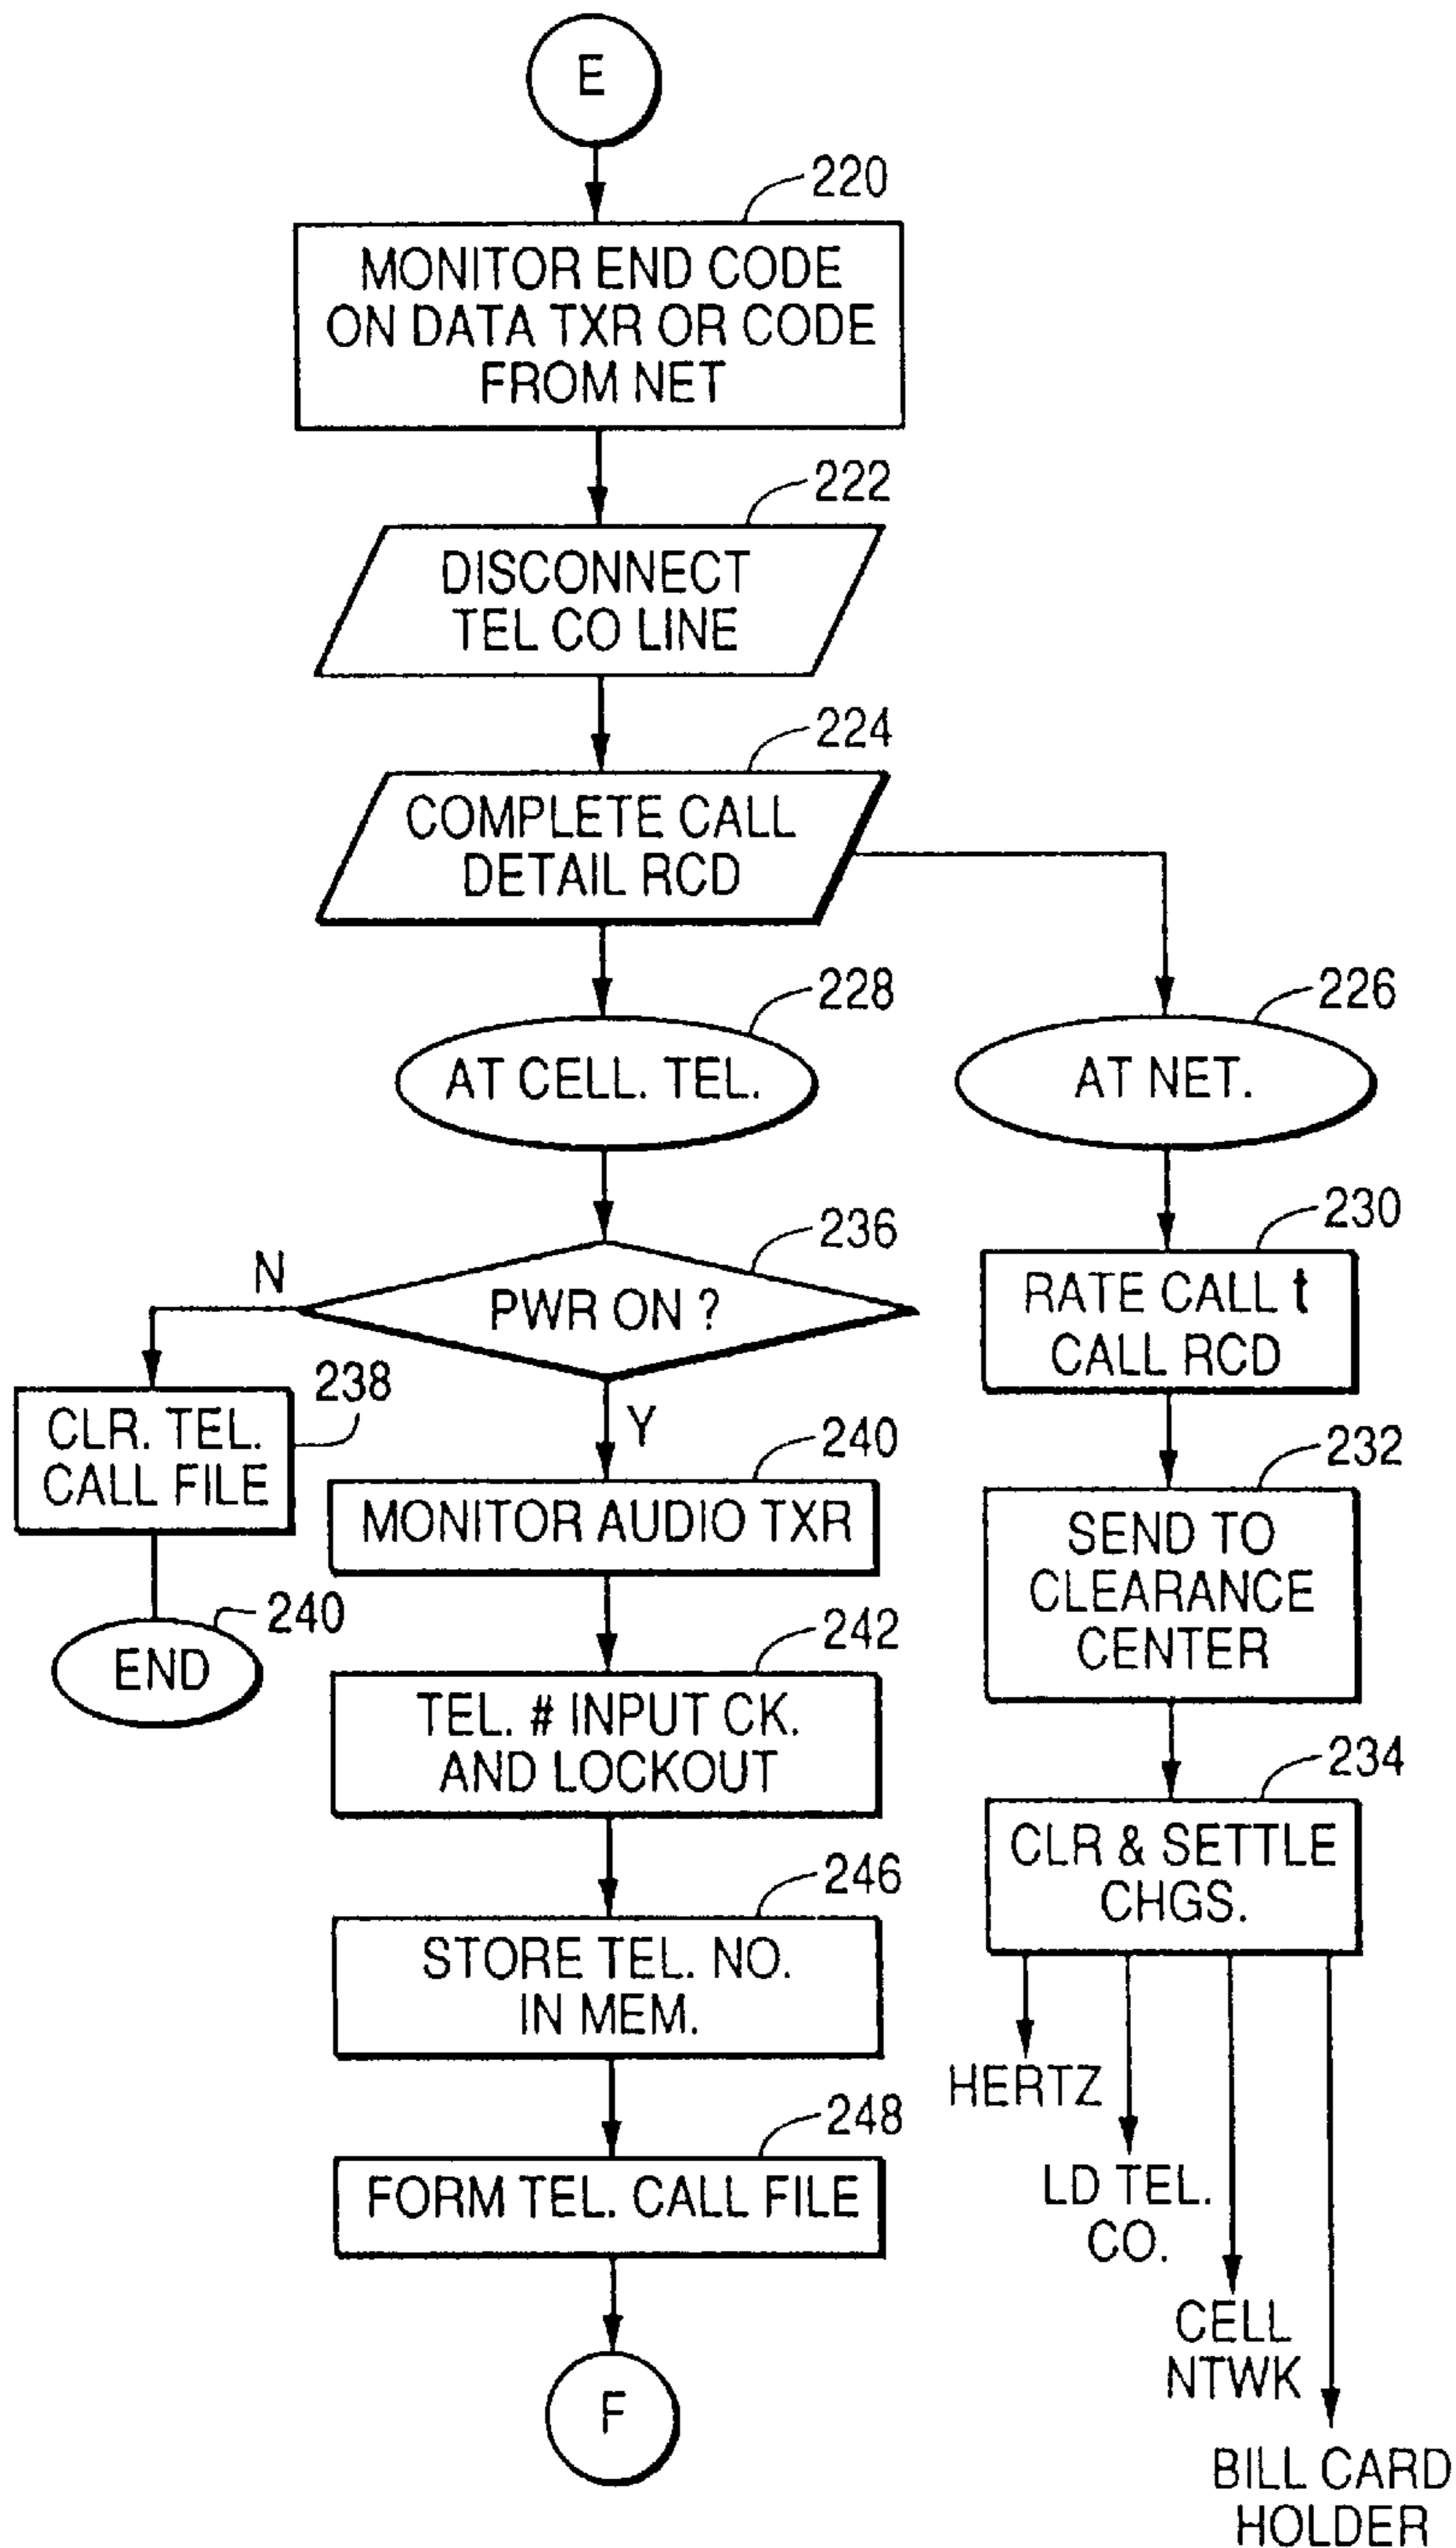 E
220
MONITOR END CODE
ON DATA TXR OR CODE
FROM NET
222
DISCONNECT
TEL CO LINE
224
COMPLETE CALL
DETAIL RCD
228
AT CELL. TEL.
226
AT NET.
236
PWR ON ?
N
Y
238
CLR. TEL.
CALL FILE
240
END
240
MONITOR AUDIO TXR
242
TEL. # INPUT CK.
AND LOCKOUT
246
STORE TEL. NO.
IN MEM.
248
FORM TEL. CALL FILE
F
230
RATE CALL t
CALL RCD
232
SEND TO
CLEARANCE
CENTER
234
CLR & SETTLE
CHGS.
HERTZ
LD TEL.
CO.
CELL
NTWK
BILL CARD
HOLDER